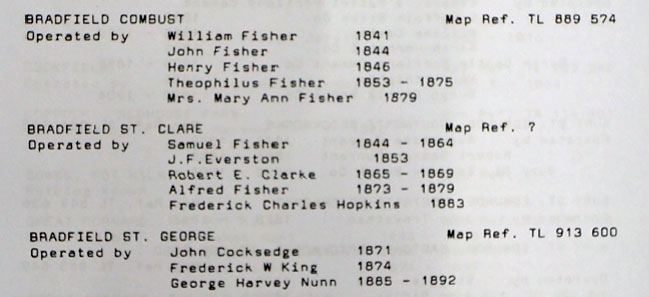 BRADFIELD COMBUST Map Ref. TL 889 574
Operated by William Fisher 1841
John Fisher 1844
Henry Fisher 1846
Theophilus Fisher 1853 - 1875
Mrs. Mary Ann Fisher 1879
BRADFIELD ST. CLARE Map Ref. ?
Operated by Samuel Fisher 1844 - 1864
J.F.Everston 1853
Robert E. Clarke 1865 - 1869
Alfred Fisher 1873 - 1879
Frederick Charles Hopkins 1883
BRADFIELD ST. GEORGE Map Ref. TL 913 600
Operated by John Cocksedge 1871
Frederick W King 1874
George Harvey Nunn 1885 - 1892